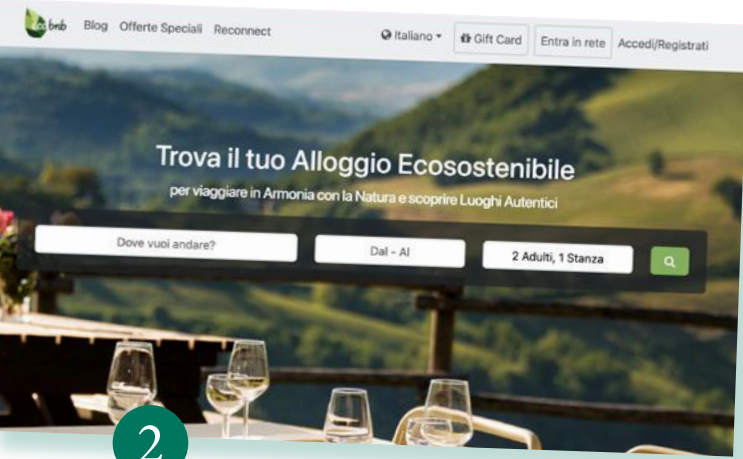 ecobnb Blog Offerte Speciali Reconnect Italiano Gift Card Entra in rete Accedi/Registrati
Trova il tuo Alloggio Ecosostenibile
per viaggiare in Armonia con la Natura e scoprire Luoghi Autentici
Dove vuoi andare? Dal - Al 2 Adulti, 1 Stanza
2